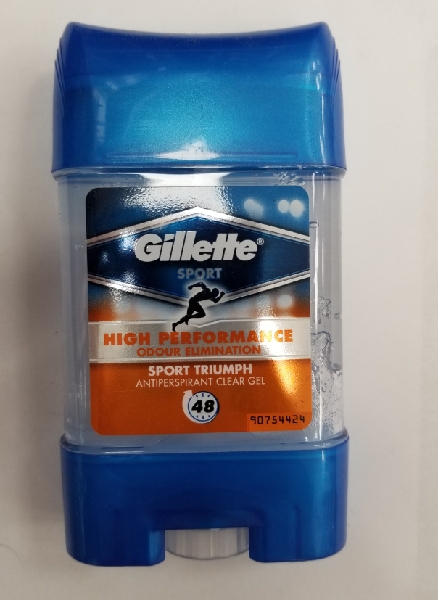 Gillette®
SPORT
HIGH PERFORMANCE
ODOUR ELIMINATION
SPORT TRIUMPH
ANTIPERSPIRANT CLEAR GEL
48
90754424